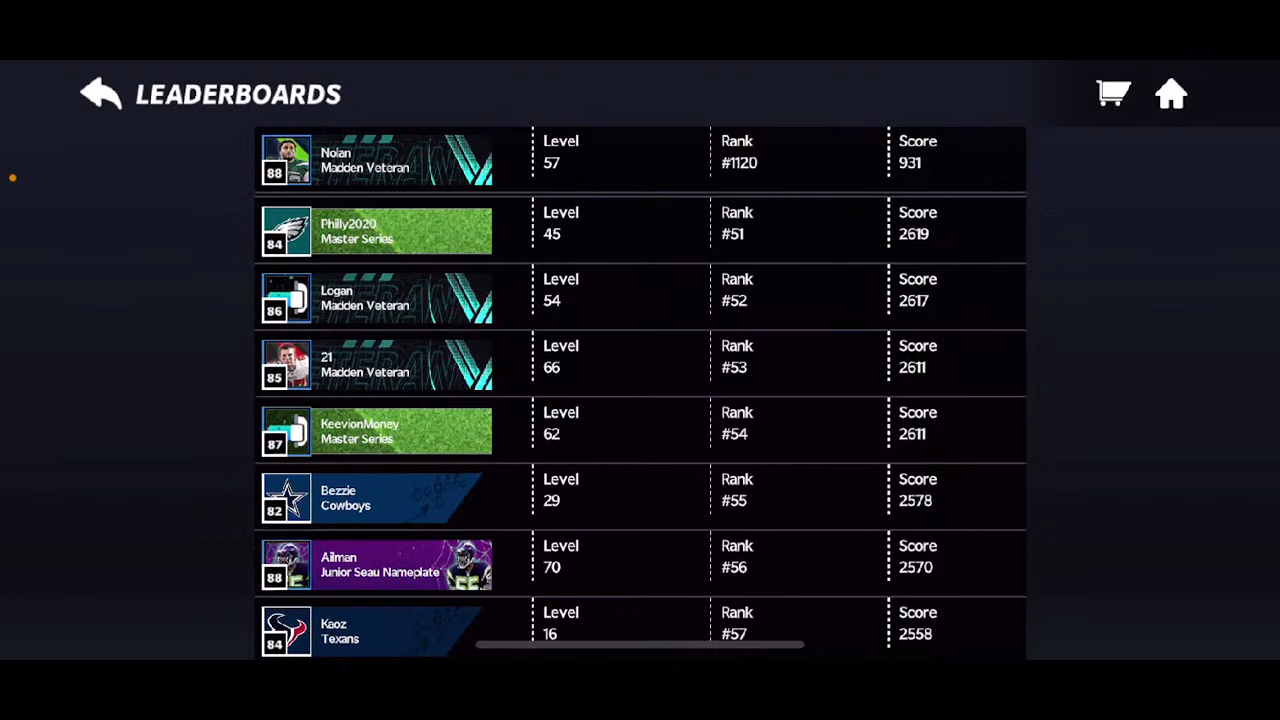 LEADERBOARDS
88
Nolan
Madden Veteran
Level
57
Rank
#1120
Score
931
84
Philly2020
Master Series
Level
45
Rank
#51
Score
2619
86
Logan
Madden Veteran
Level
54
Rank
#52
Score
2617
85
21
Madden Veteran
Level
66
Rank
#53
Score
2611
87
KeevionMoney
Master Series
Level
62
Rank
#54
Score
2611
82
Bezzie
Cowboys
Level
29
Rank
#55
Score
2578
88
Ailman
Junior Seau Nameplate
55
Level
70
Rank
#56
Score
2570
84
Kaoz
Texans
Level
16
Rank
#57
Score
2558